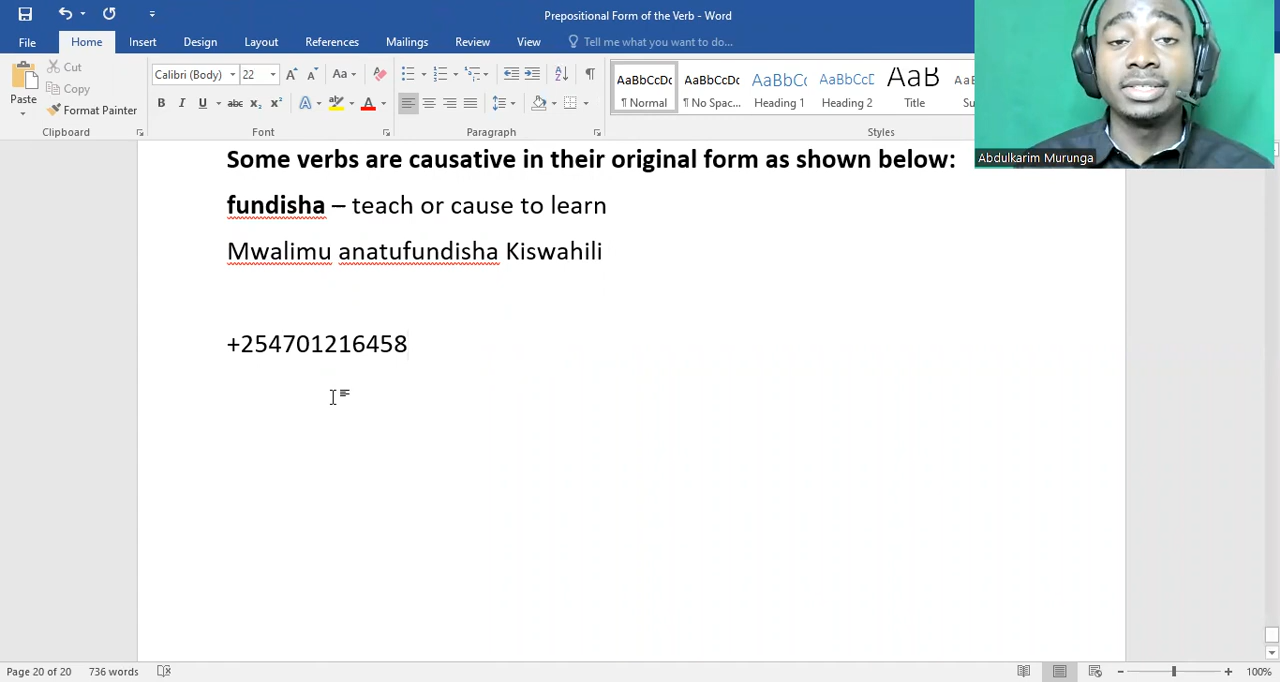 Prepositional Form of the Verb - Word
File Home Insert Design Layout References Mailings Review View Tell me what you want to do...
Paste
Cut
Copy
Format Painter
Clipboard
Calibri (Body) 22
Font
Paragraph
AaBbCcDc AaBbCcDc AaBbCc AaBbCcE AaB Aa
¶ Normal ¶ No Spac... Heading 1 Heading 2 Title Su
Styles
Abdulkarim Murunga
Some verbs are causative in their original form as shown below:
fundisha – teach or cause to learn
Mwalimu anatufundisha Kiswahili
+254701216458
Page 20 of 20 736 words 100%